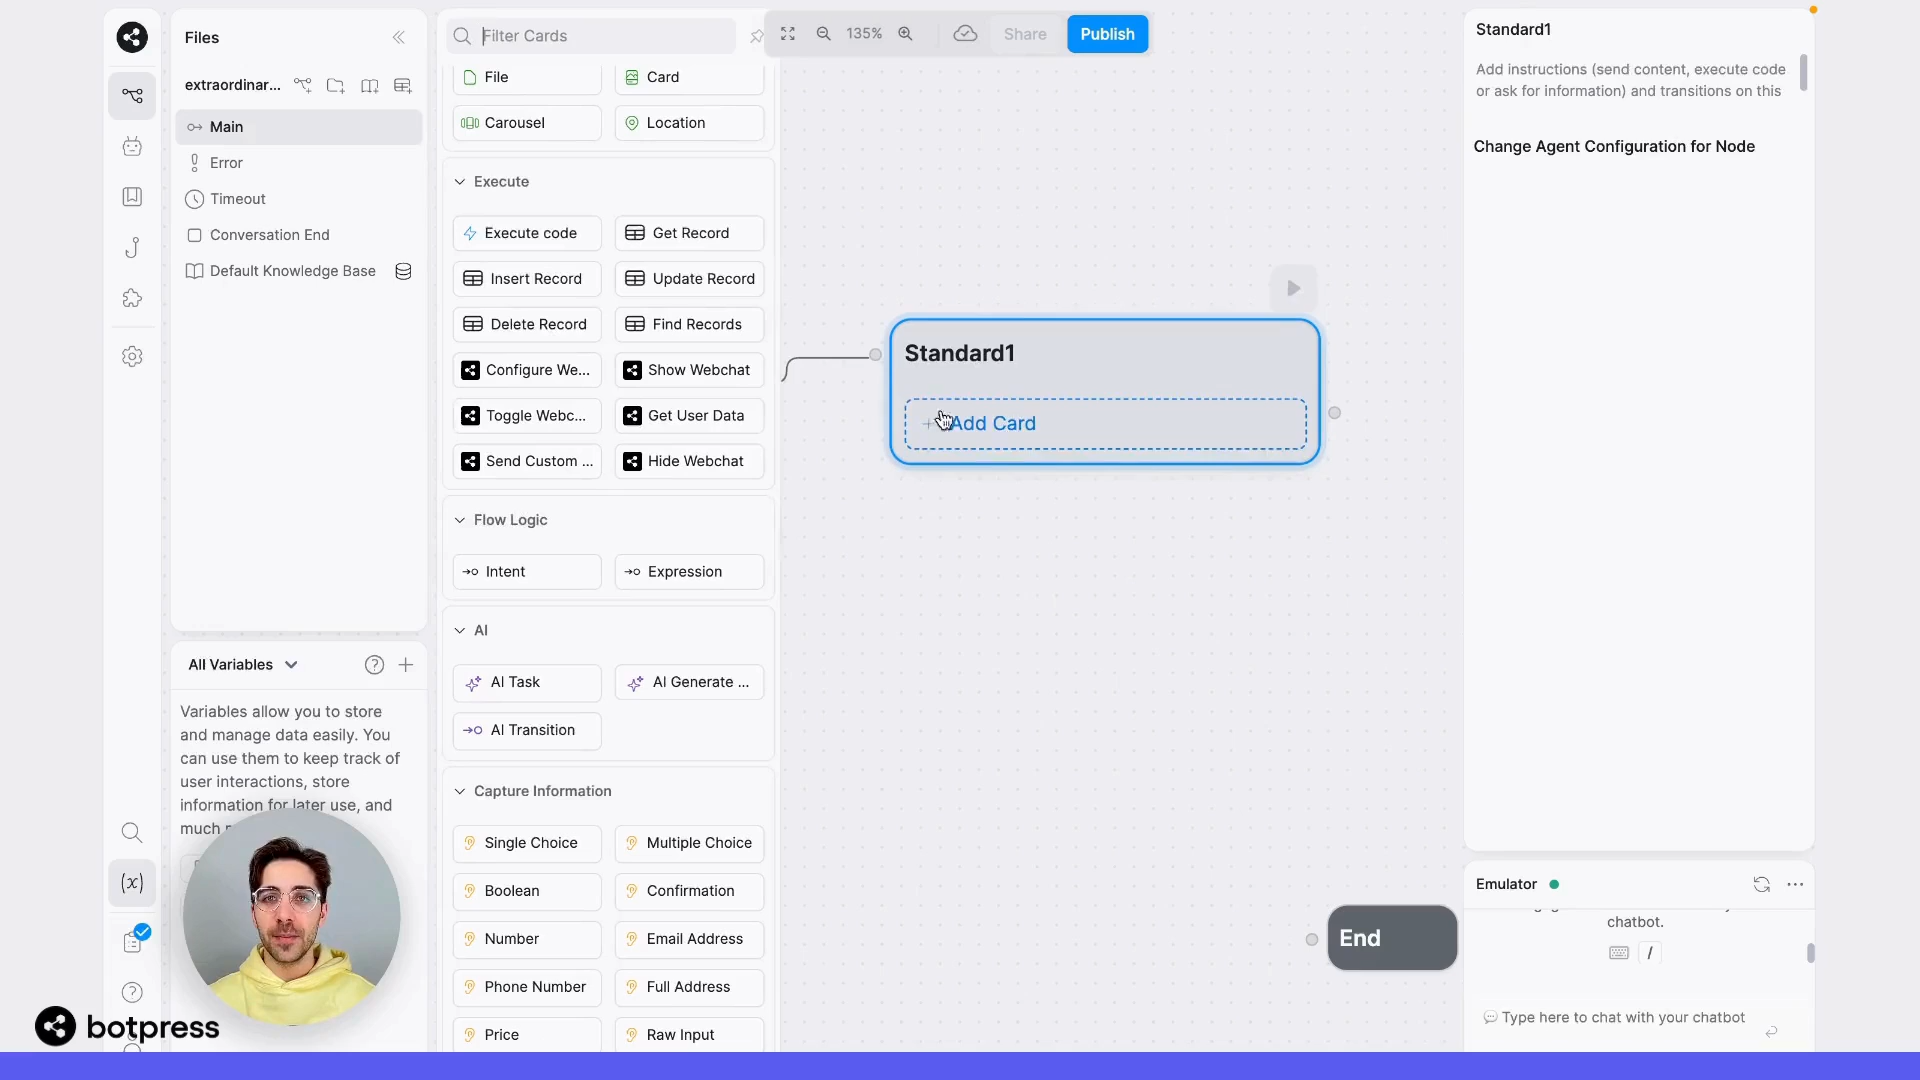 Files
extraordinar...
Main
Error
Timeout
Conversation End
Default Knowledge Base
All Variables
Variables allow you to store
and manage data easily. You
can use them to keep track of
user interactions, store
information for later use, and
much
(x)
botpress
Filter Cards
File
Card
Carousel
Location
Execute
Execute code
Get Record
Insert Record
Update Record
Delete Record
Find Records
Configure We...
Show Webchat
Toggle Webc...
Get User Data
Send Custom ...
Hide Webchat
Flow Logic
Intent
Expression
AI
AI Task
AI Generate ...
AI Transition
Capture Information
Single Choice
Multiple Choice
Boolean
Confirmation
Number
Email Address
Phone Number
Full Address
Price
Raw Input
135%
Share
Publish
Standard1
+ Add Card
End
Standard1
Add instructions (send content, execute code
or ask for information) and transitions on this
Change Agent Configuration for Node
Emulator
chatbot.
/
Type here to chat with your chatbot